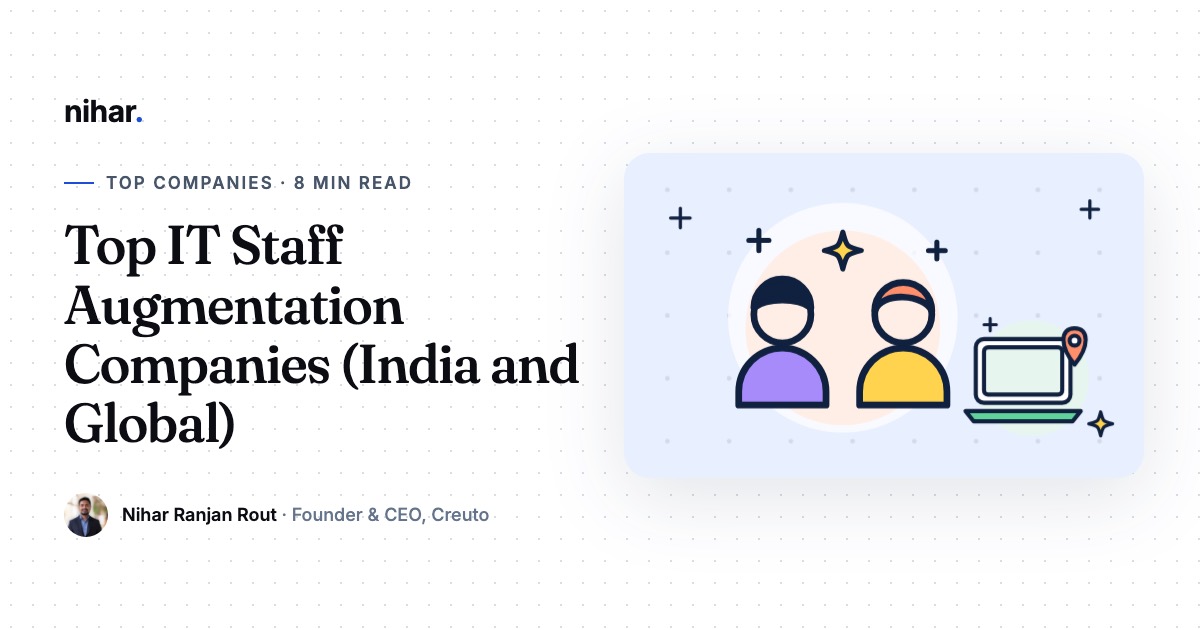 nihar.
TOP COMPANIES · 8 MIN READ
Top IT Staff
Augmentation
Companies (India and
Global)
Nihar Ranjan Rout · Founder & CEO, Creuto